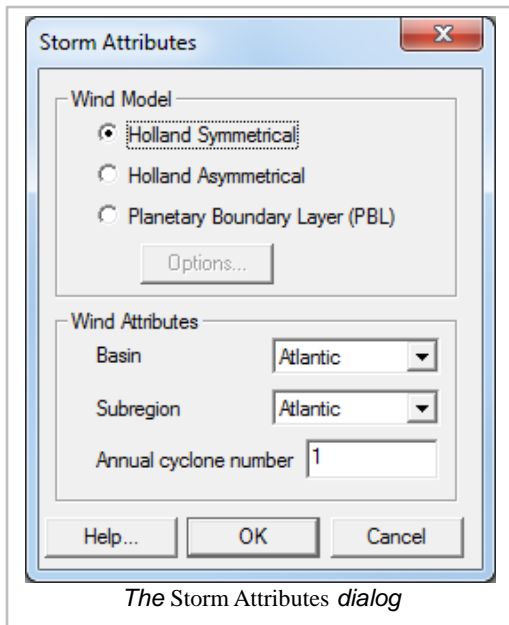 Storm Attributes
Wind Model
Holland Symmetrical
Holland Asymmetrical
Planetary Boundary Layer (PBL)
Options...
Wind Attributes
Basin Atlantic
Subregion Atlantic
Annual cyclone number 1
Help... OK Cancel
The Storm Attributes dialog